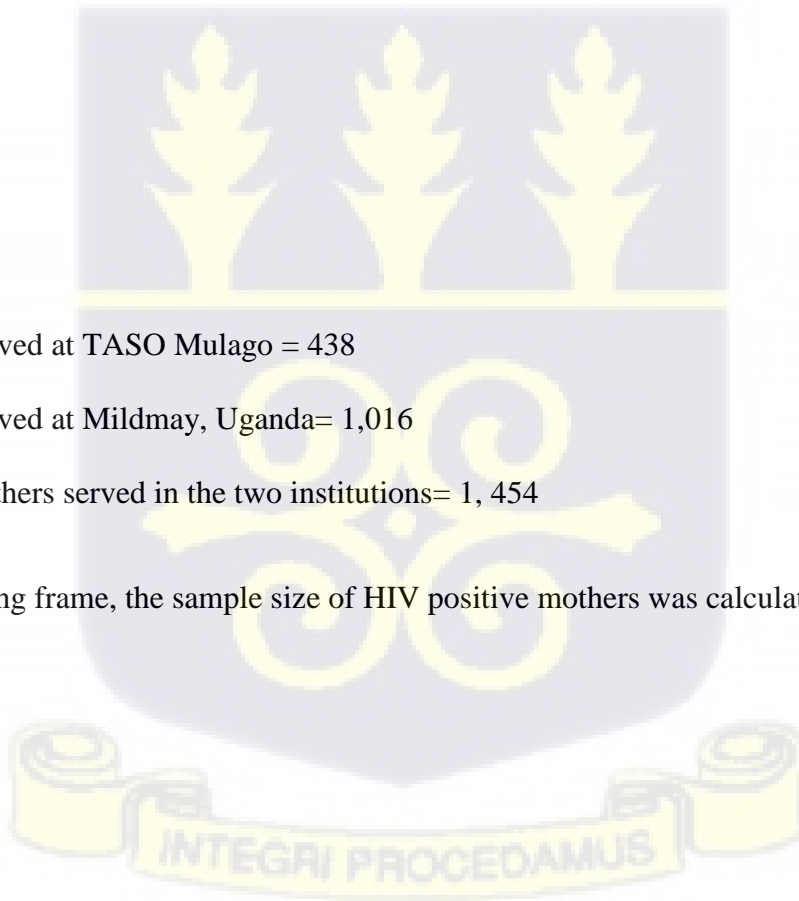 ved at TASO Mulago = 438
ved at Mildmay, Uganda= 1,016
thers served in the two institutions= 1, 454
ng frame, the sample size of HIV positive mothers was calculat
INTEGRI PROCEDAMUS